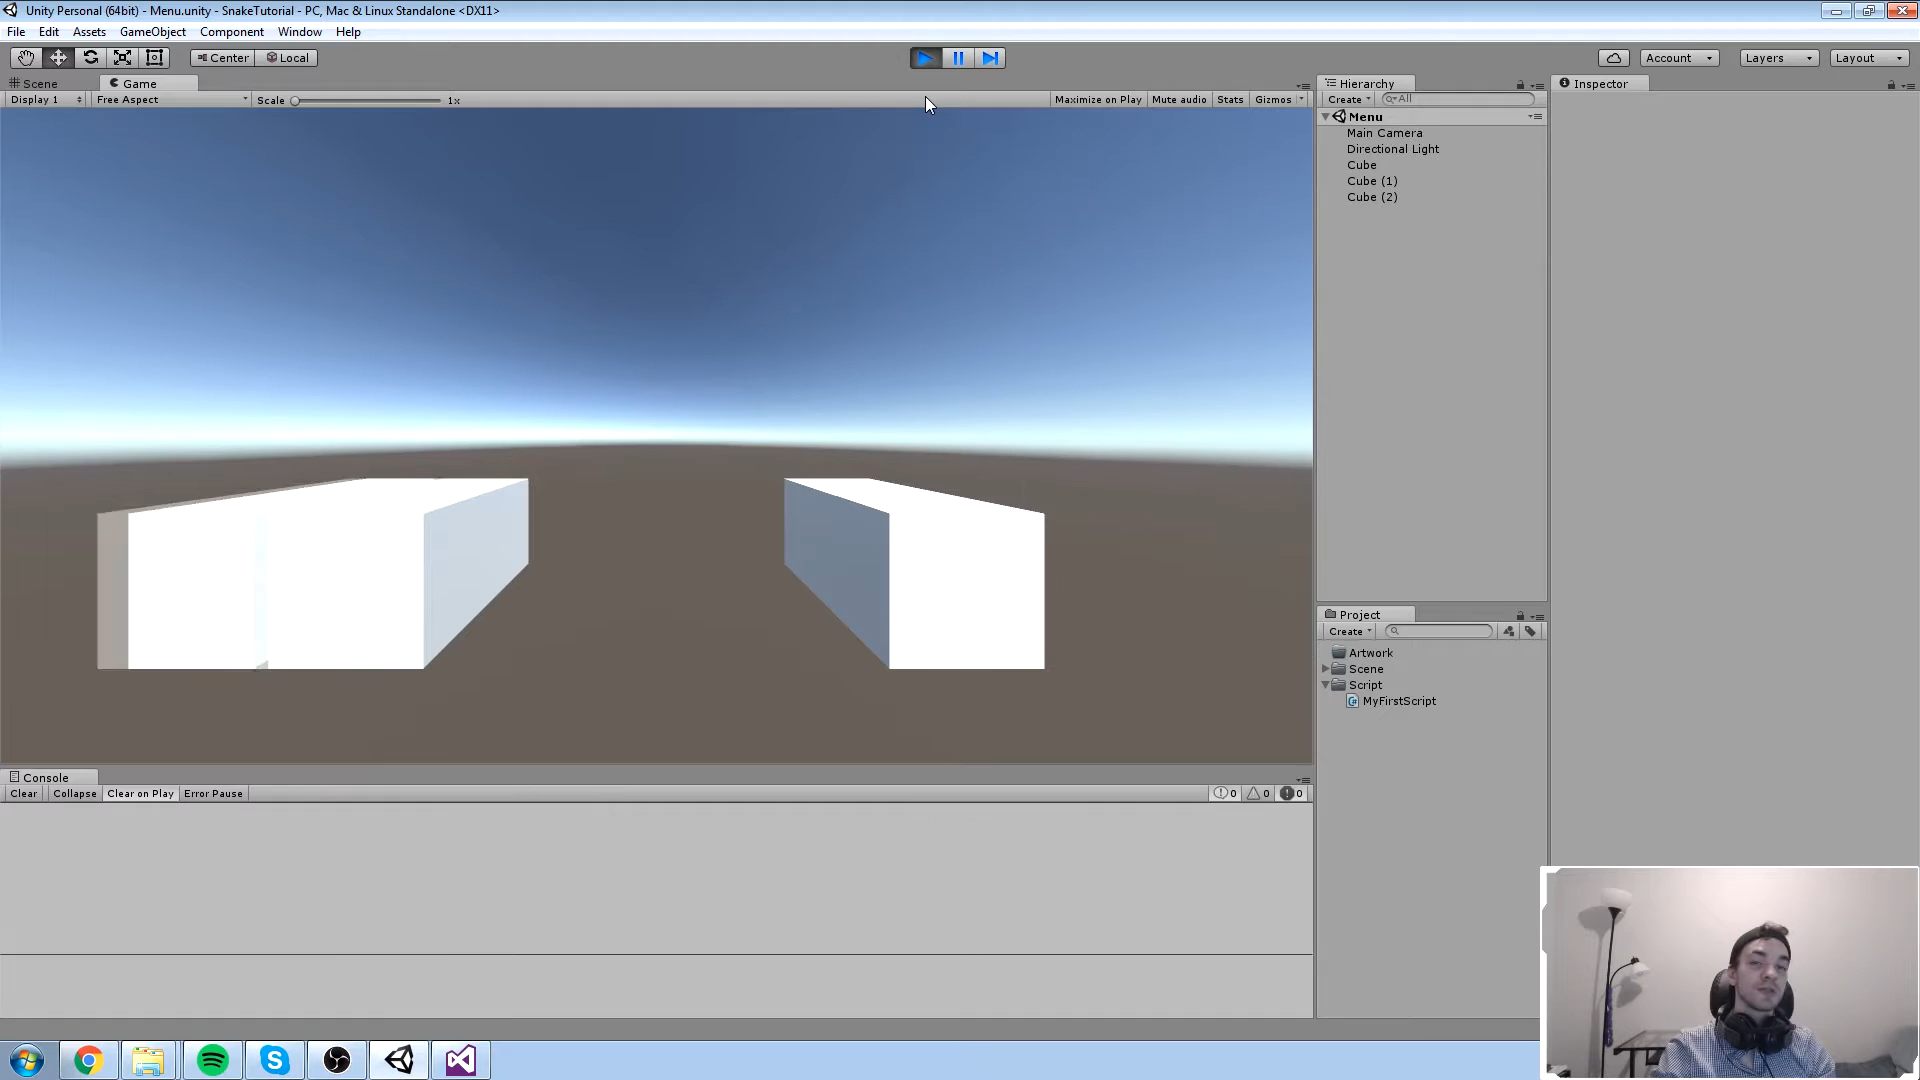 Unity Personal (64bit) - Menu.unity - SnakeTutorial - PC, Mac & Linux Standalone <DX11>
File Edit Assets GameObject Component Window Help
Center Local Account Layers Layout
Scene Game Hierarchy Inspector
Display 1 Free Aspect Scale 1x Maximize on Play Mute audio Stats Gizmos Create All
Menu
Main Camera
Directional Light
Cube
Cube (1)
Cube (2)
Project
Create
Artwork
Scene
Script
MyFirstScript
Console
Clear Collapse Clear on Play Error Pause 0 0 0